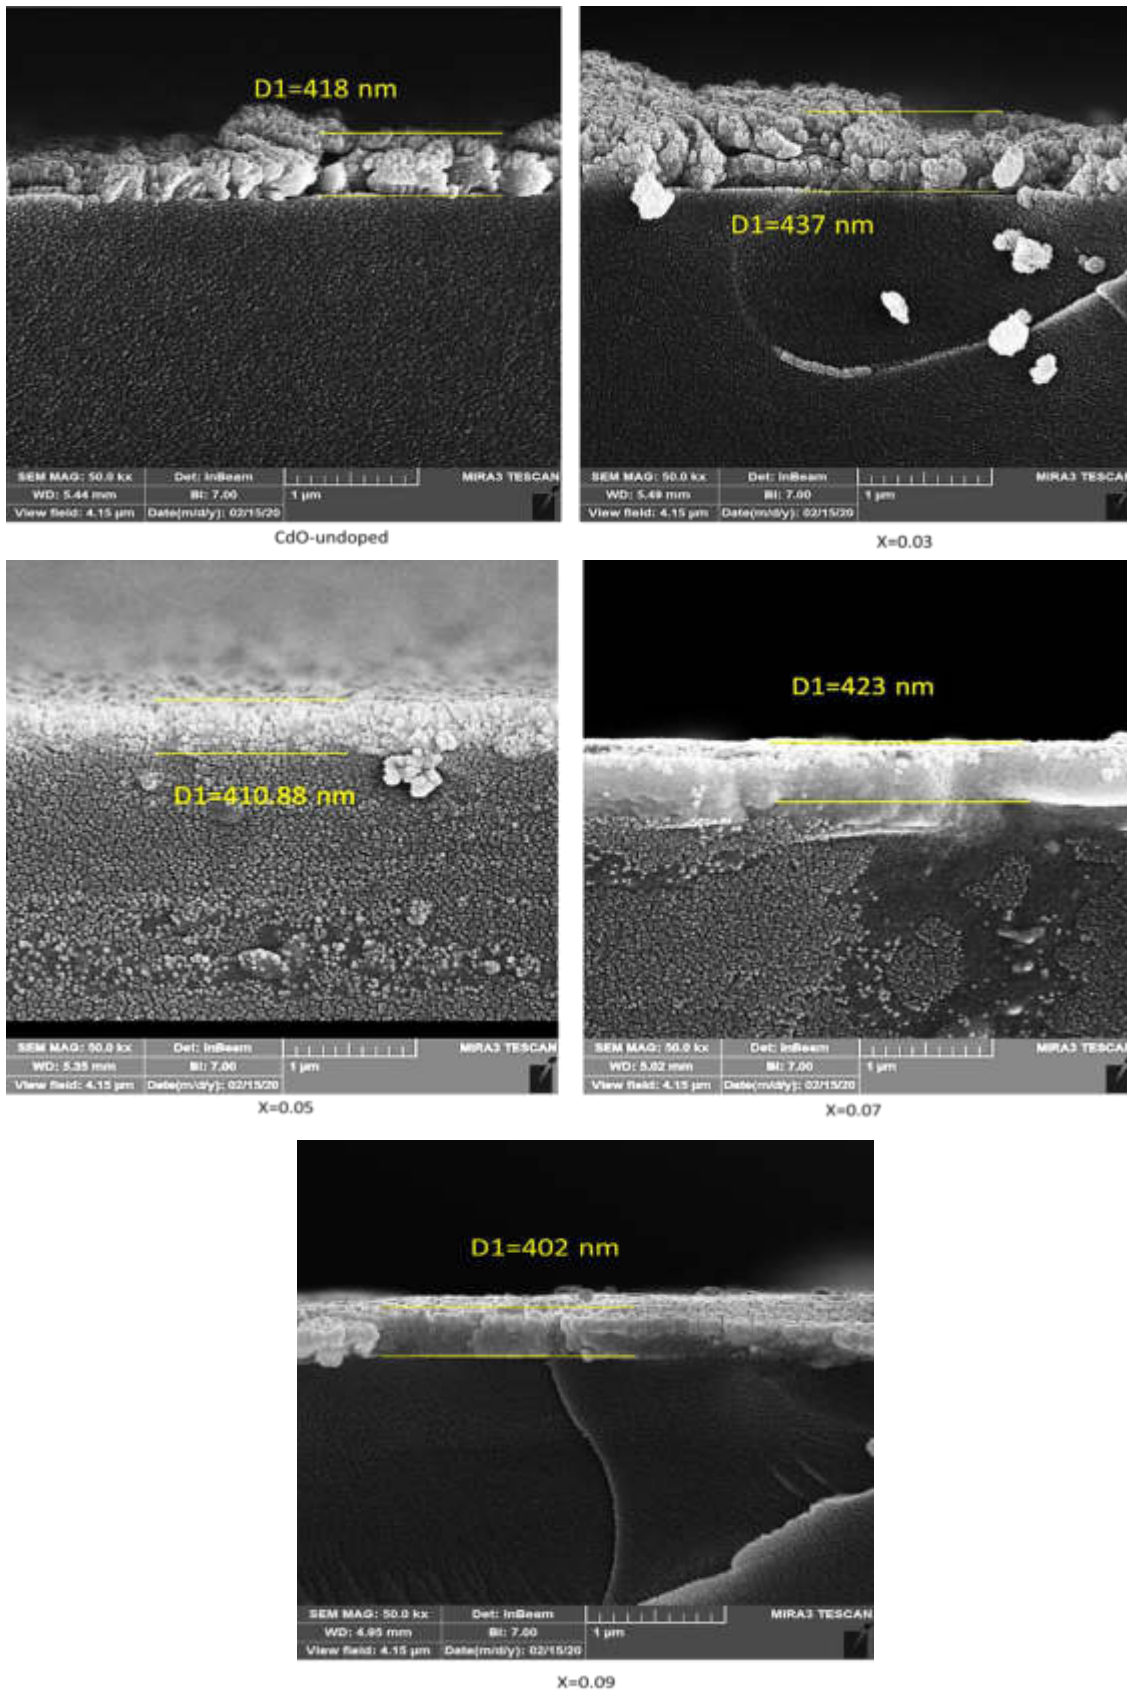 D1=418 nm
SEM MAG: 50.0 kx Det: InBeam MIRA3 TESCAN
WD: 5.44 mm BI: 7.00 1 µm
View field: 4.15 µm Date(m/d/y): 02/15/20
CdO-undoped
D1=437 nm
SEM MAG: 50.0 kx Det: InBeam MIRA3 TESCAN
WD: 5.49 mm BI: 7.00 1 µm
View field: 4.15 µm Date(m/d/y): 02/15/20
X=0.03
D1=410.88 nm
SEM MAG: 50.0 kx Det: InBeam MIRA3 TESCAN
WD: 5.35 mm BI: 7.00 1 µm
View field: 4.15 µm Date(m/d/y): 02/15/20
X=0.05
D1=423 nm
SEM MAG: 50.0 kx Det: InBeam MIRA3 TESCAN
WD: 5.02 mm BI: 7.00 1 µm
View field: 4.15 µm Date(m/d/y): 02/15/20
X=0.07
D1=402 nm
SEM MAG: 50.0 kx Det: InBeam MIRA3 TESCAN
WD: 4.95 mm BI: 7.00 1 µm
View field: 4.15 µm Date(m/d/y): 02/15/20
X=0.09